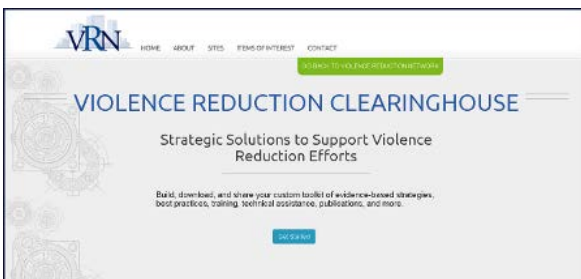 VRN
HOME ABOUT SITES ITEMS OF INTEREST CONTACT
GO BACK TO VIOLENCE REDUCTION NETWORK
VIOLENCE REDUCTION CLEARINGHOUSE
Strategic Solutions to Support Violence
Reduction Efforts
Build, download, and share your custom toolkit of evidence-based strategies,
best practices, training, technical assistance, publications, and more.
Get Started